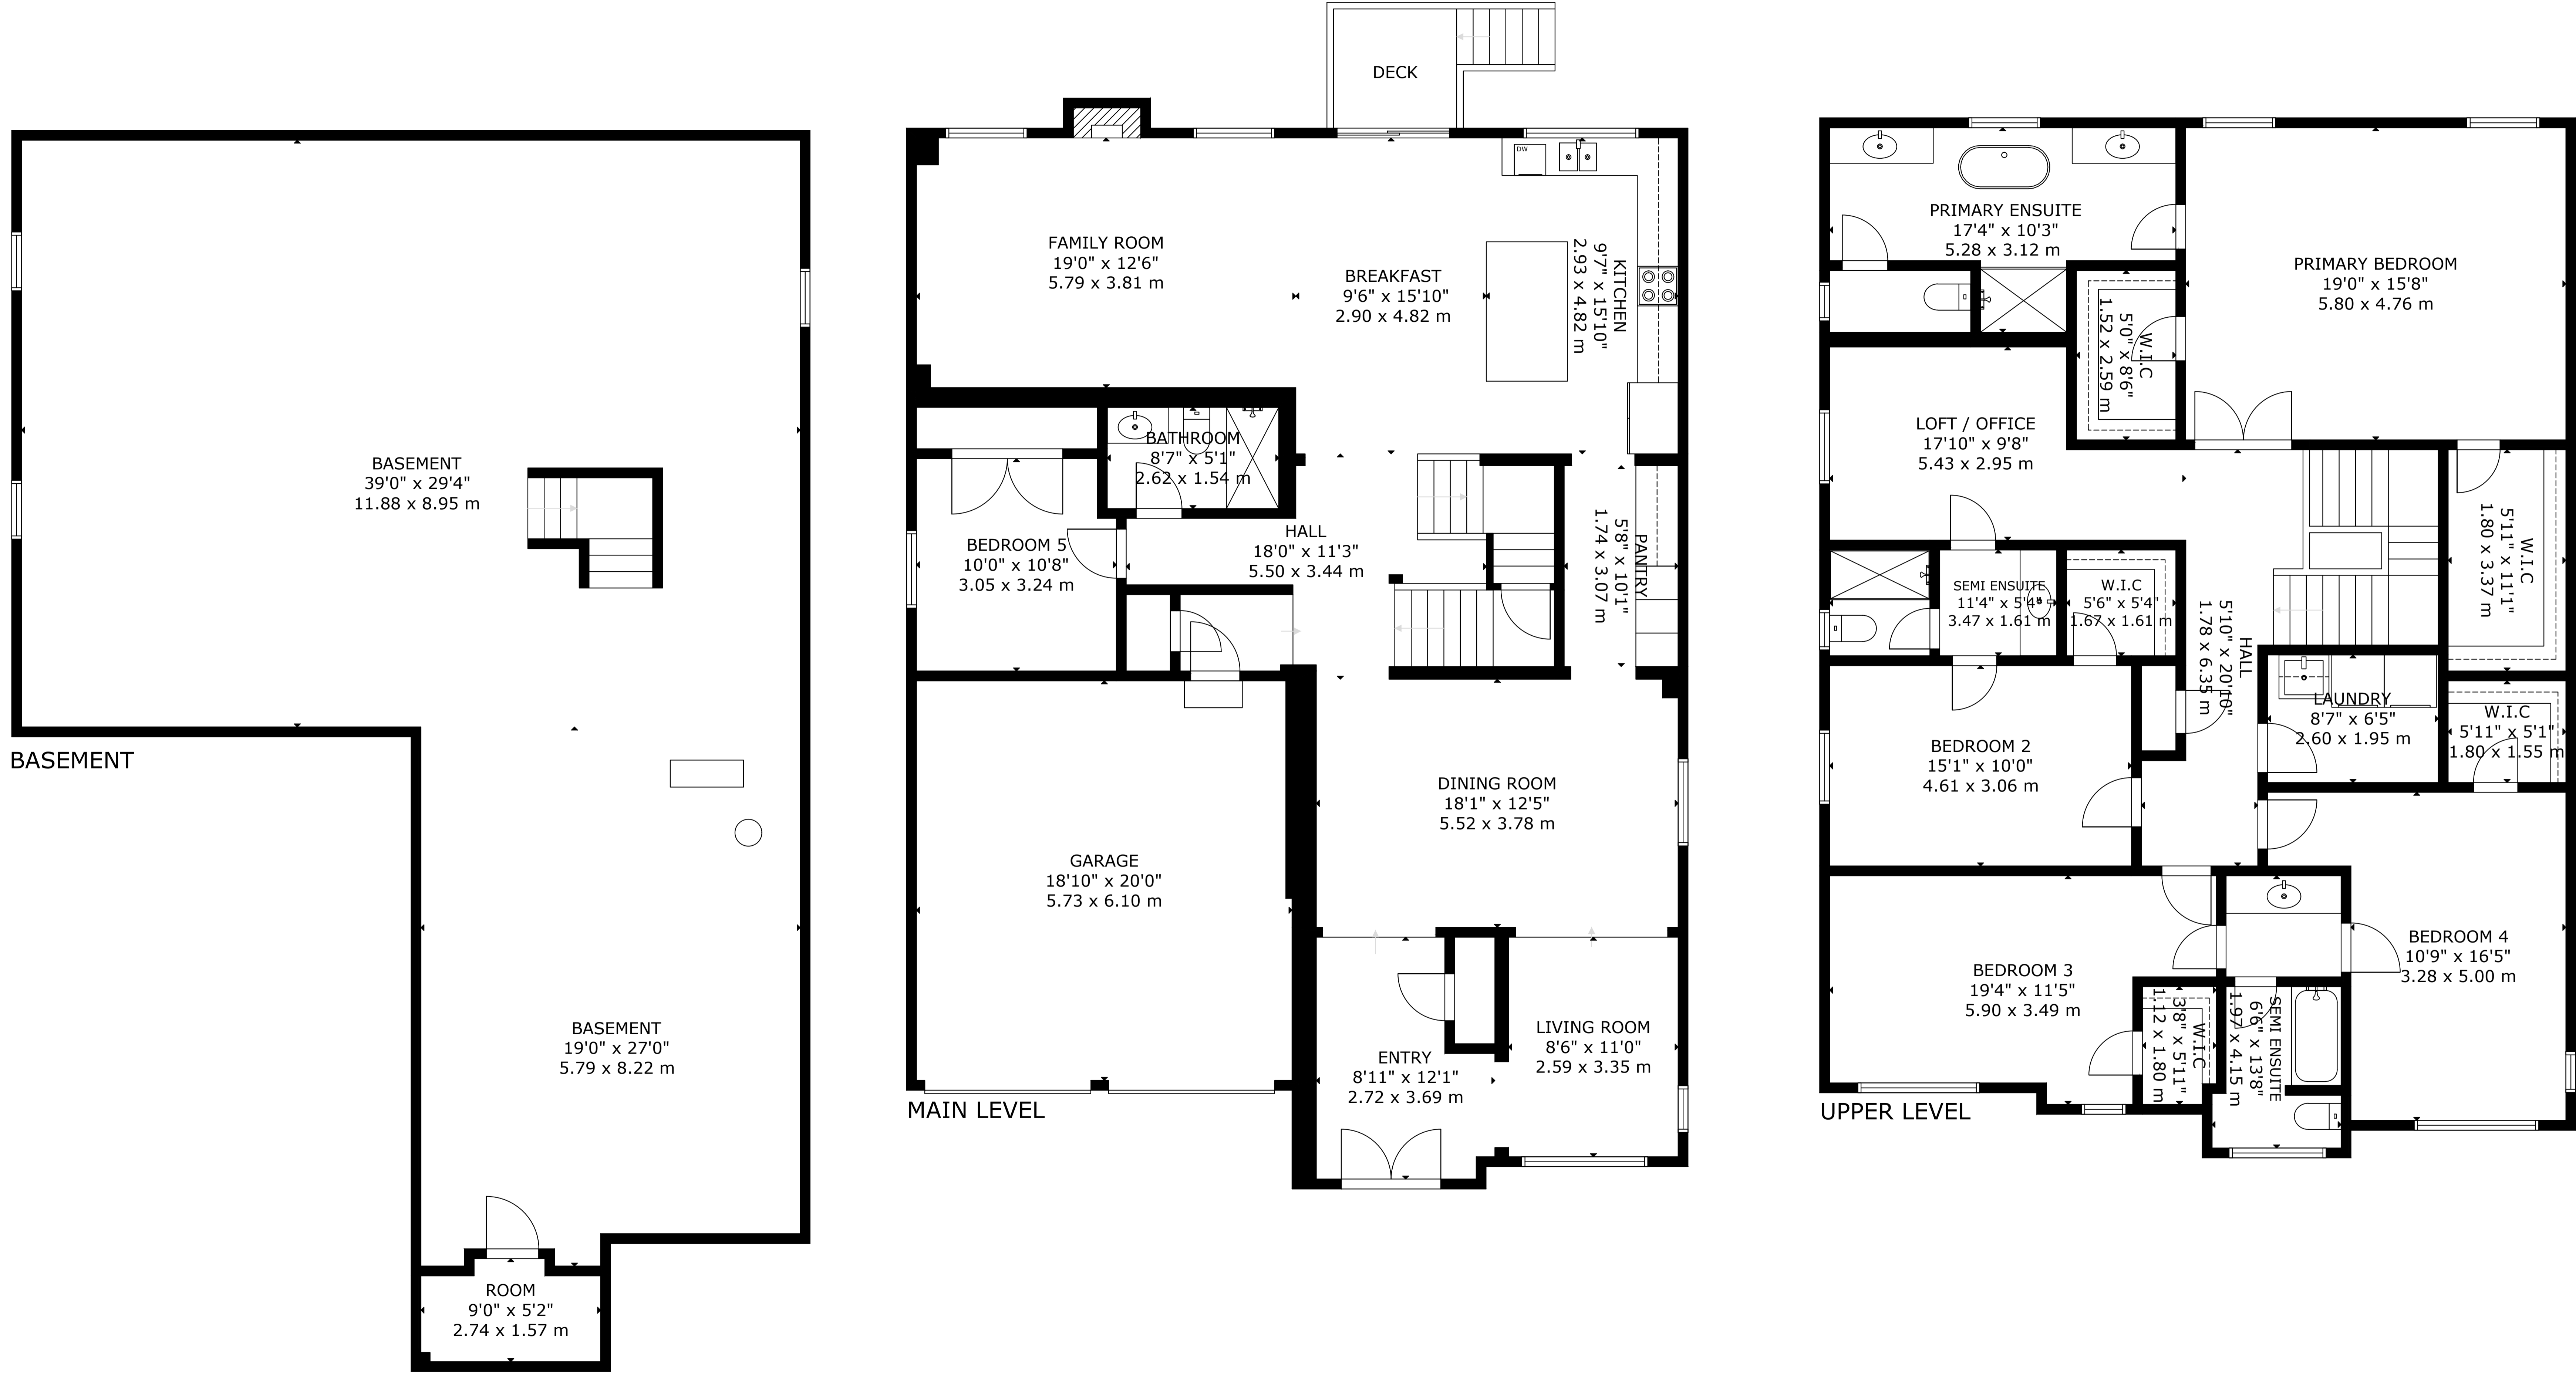 BASEMENT
39'0" x 29'4"
11.88 x 8.95 m
BASEMENT
BASEMENT
19'0" x 27'0"
5.79 x 8.22 m
ROOM
9'0" x 5'2"
2.74 x 1.57 m
DECK
DW
FAMILY ROOM
19'0" x 12'6"
5.79 x 3.81 m
BREAKFAST
9'6" x 15'10"
2.90 x 4.82 m
KITCHEN
9'7" x 15'10"
2.93 x 4.82 m
BATHROOM
8'7" x 5'1"
2.62 x 1.54 m
BEDROOM 5
10'0" x 10'8"
3.05 x 3.24 m
HALL
18'0" x 11'3"
5.50 x 3.44 m
PANTRY
5'8" x 10'1"
1.74 x 3.07 m
DINING ROOM
18'1" x 12'5"
5.52 x 3.78 m
GARAGE
18'10" x 20'0"
5.73 x 6.10 m
ENTRY
8'11" x 12'1"
2.72 x 3.69 m
LIVING ROOM
8'6" x 11'0"
2.59 x 3.35 m
MAIN LEVEL
PRIMARY ENSUITE
17'4" x 10'3"
5.28 x 3.12 m
PRIMARY BEDROOM
19'0" x 15'8"
5.80 x 4.76 m
W.I.C
5'0" x 8'6"
1.52 x 2.59 m
LOFT / OFFICE
17'10" x 9'8"
5.43 x 2.95 m
W.I.C
5'11" x 11'1"
1.80 x 3.37 m
SEMI ENSUITE
11'4" x 5'4"
3.47 x 1.61 m
W.I.C
5'6" x 5'4"
1.67 x 1.61 m
HALL
5'10" x 20'10"
1.78 x 6.35 m
LAUNDRY
8'7" x 6'5"
2.60 x 1.95 m
W.I.C
5'11" x 5'1"
1.80 x 1.55 m
BEDROOM 2
15'1" x 10'0"
4.61 x 3.06 m
BEDROOM 3
19'4" x 11'5"
5.90 x 3.49 m
W.I.C
3'8" x 5'11"
1.12 x 1.80 m
SEMI ENSUITE
6'6" x 13'8"
1.97 x 4.15 m
BEDROOM 4
10'9" x 16'5"
3.28 x 5.00 m
UPPER LEVEL